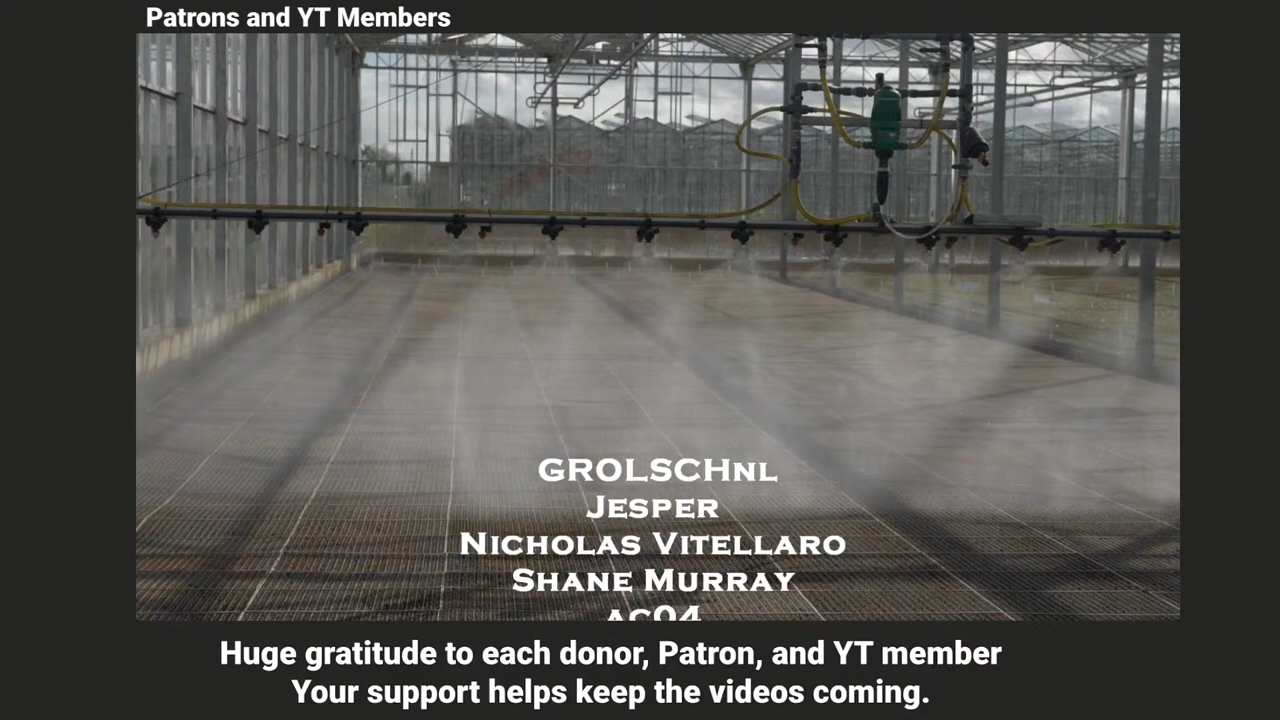 Patrons and YT Members
GROLSCHNL
JESPER
NICHOLAS VITELLARO
SHANE MURRAY
AC04
Huge gratitude to each donor, Patron, and YT member
Your support helps keep the videos coming.